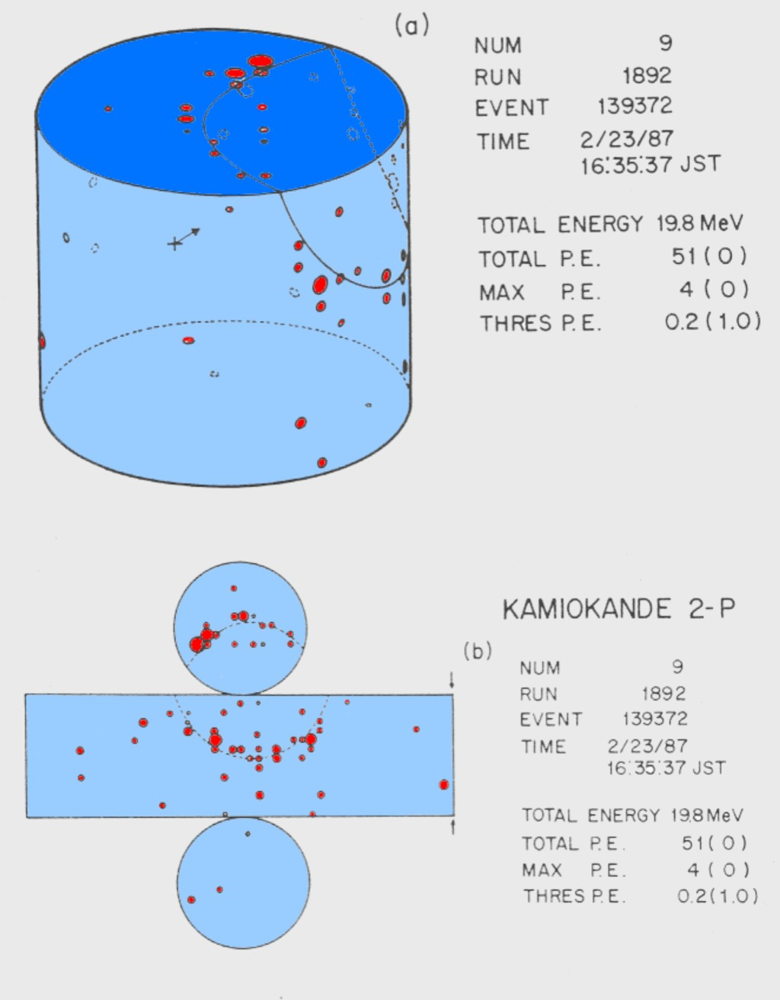 (a)
NUM 9
RUN 1892
EVENT 139372
TIME 2/23/87
16:35:37 JST
TOTAL ENERGY 19.8 MeV
TOTAL P.E. 51(0)
MAX P.E. 4(0)
THRES P.E. 0.2(1.0)
KAMIOKANDE 2-P
(b)
NUM 9
RUN 1892
EVENT 139372
TIME 2/23/87
16:35:37 JST
TOTAL ENERGY 19.8 MeV
TOTAL P.E. 51(0)
MAX P.E. 4(0)
THRES P.E. 0.2(1.0)